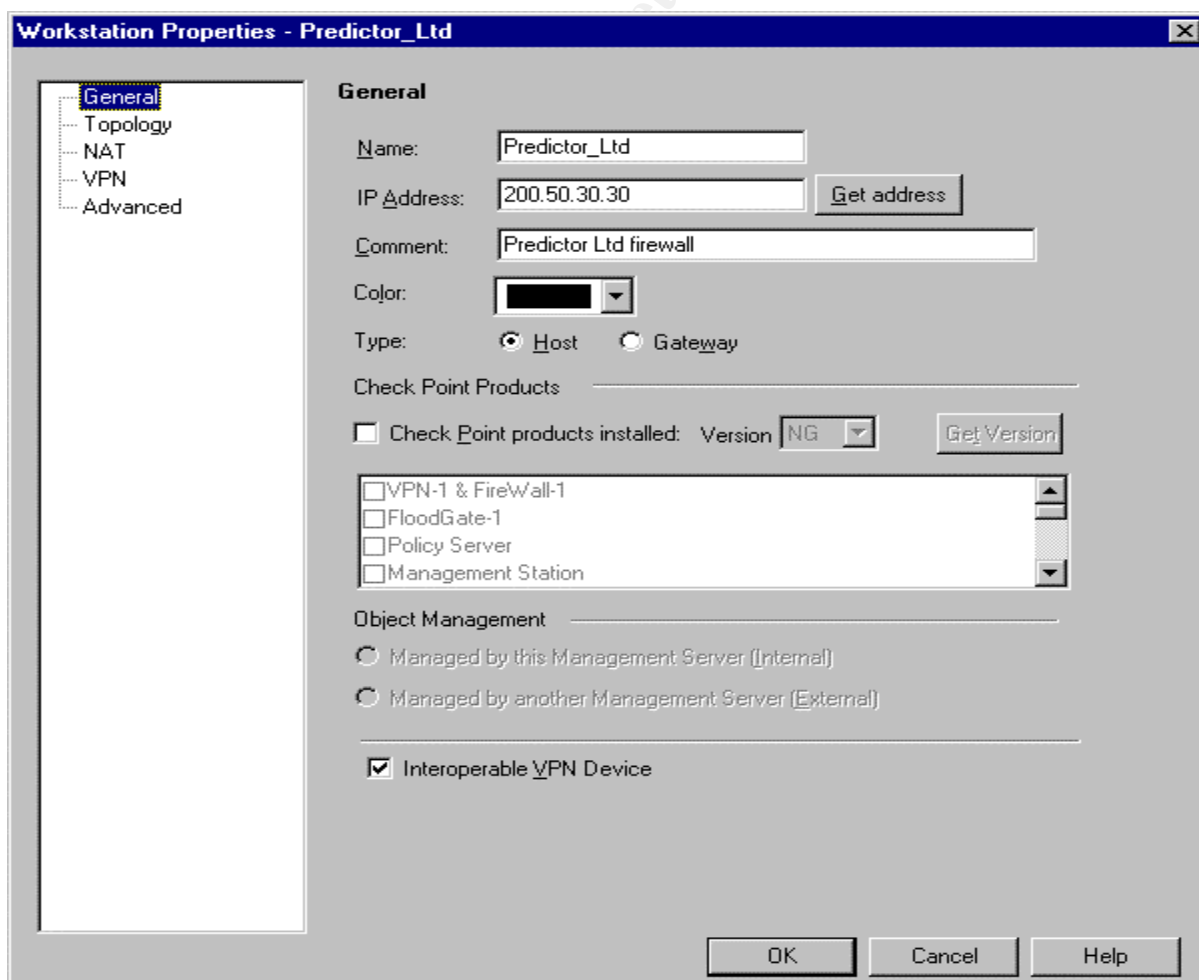 Workstation Properties - Predictor_Ltd
General
Topology
NAT
VPN
Advanced
General
Name: Predictor_Ltd
IP Address: 200.50.30.30 Get address
Comment: Predictor Ltd firewall
Color:
Type: Host Gateway
Check Point Products
Check Point products installed: Version NG Get Version
VPN-1 & FireWall-1
FloodGate-1
Policy Server
Management Station
Object Management
Managed by this Management Server (Internal)
Managed by another Management Server (External)
Interoperable VPN Device
OK Cancel Help